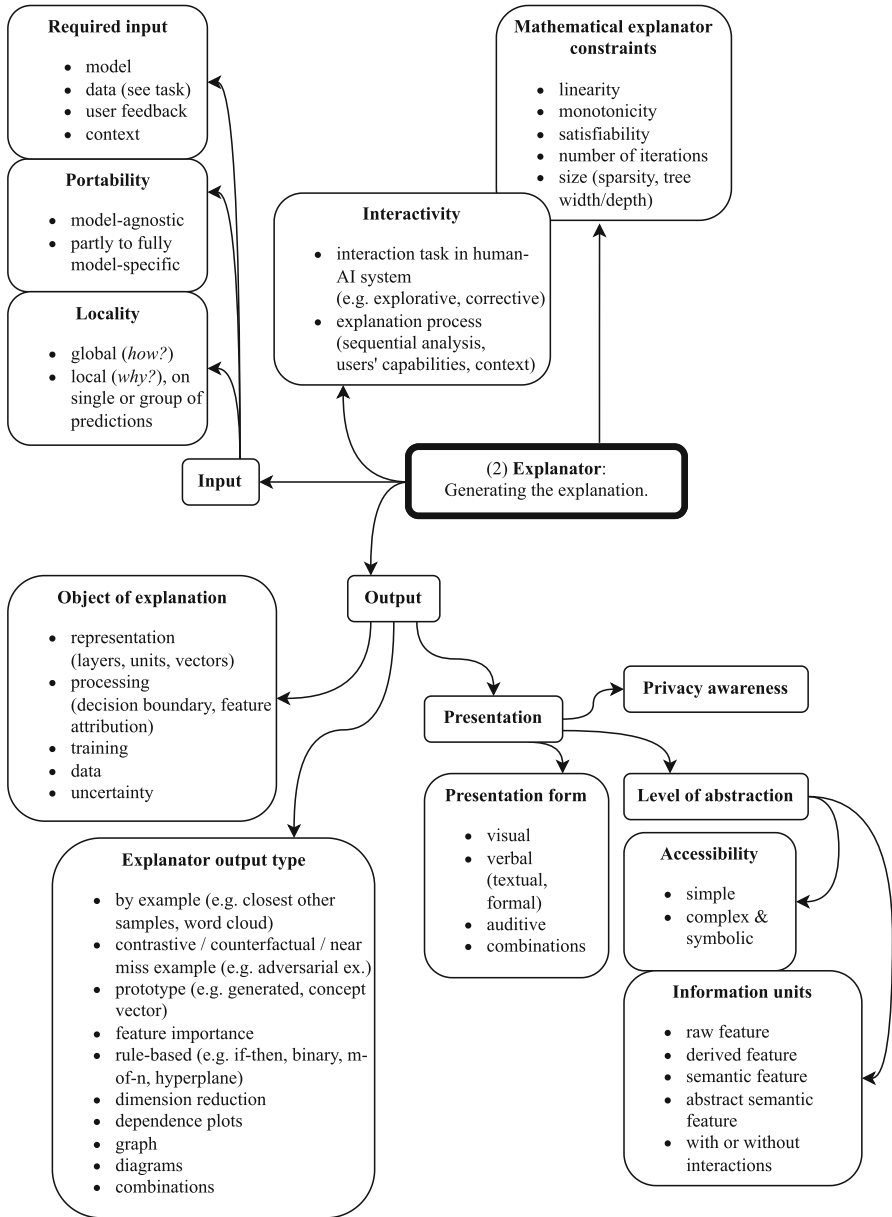 Required input
• model
• data (see task)
• user feedback
• context
Portability
• model-agnostic
• partly to fully
model-specific
Locality
• global (how?)
• local (why?), on
single or group of
predictions
Input
Mathematical explanator
constraints
• linearity
• monotonicity
• satisfiability
• number of iterations
• size (sparsity, tree
width/depth)
Interactivity
• interaction task in human-
AI system
(e.g. explorative, corrective)
• explanation process
(sequential analysis,
users' capabilities, context)
(2) Explanator:
Generating the explanation.
Output
Object of explanation
• representation
(layers, units, vectors)
• processing
(decision boundary, feature
attribution)
• training
• data
• uncertainty
Explanator output type
• by example (e.g. closest other
samples, word cloud)
• contrastive / counterfactual / near
miss example (e.g. adversarial ex.)
• prototype (e.g. generated, concept
vector)
• feature importance
• rule-based (e.g. if-then, binary, m-
of-n, hyperplane)
• dimension reduction
• dependence plots
• graph
• diagrams
• combinations
Presentation
Privacy awareness
Presentation form
• visual
• verbal
(textual,
formal)
• auditive
• combinations
Level of abstraction
Accessibility
• simple
• complex &
symbolic
Information units
• raw feature
• derived feature
• semantic feature
• abstract semantic
feature
• with or without
interactions